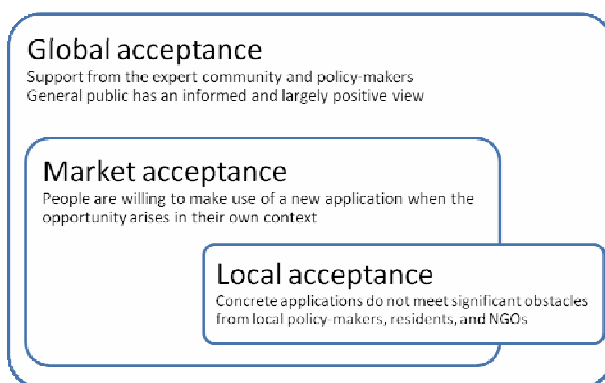 Global acceptance
Support from the expert community and policy-makers
General public has an informed and largely positive view
Market acceptance
People are willing to make use of a new application when the
opportunity arises in their own context
Local acceptance
Concrete applications do not meet significant obstacles
from local policy-makers, residents, and NGOs